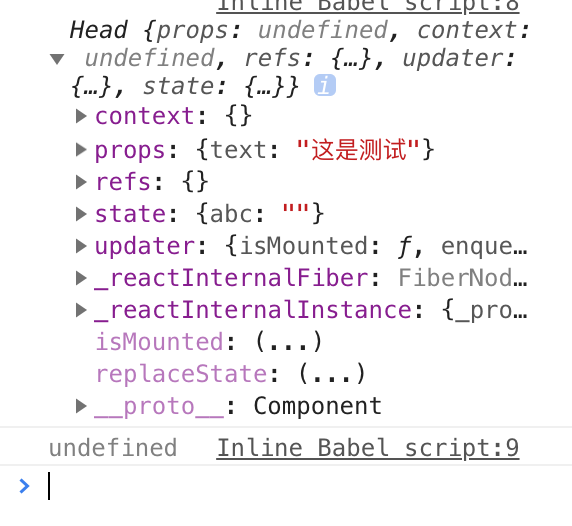 Inline Babel script:8
Head {props: undefined, context:
undefined, refs: {…}, updater:
{…}, state: {…}} i
context: {}
props: {text: "这是测试"}
refs: {}
state: {abc: ""}
updater: {isMounted: ƒ, enque…
_reactInternalFiber: FiberNod…
_reactInternalInstance: {_pro…
isMounted: (...)
replaceState: (...)
__proto__: Component
undefined Inline Babel script:9